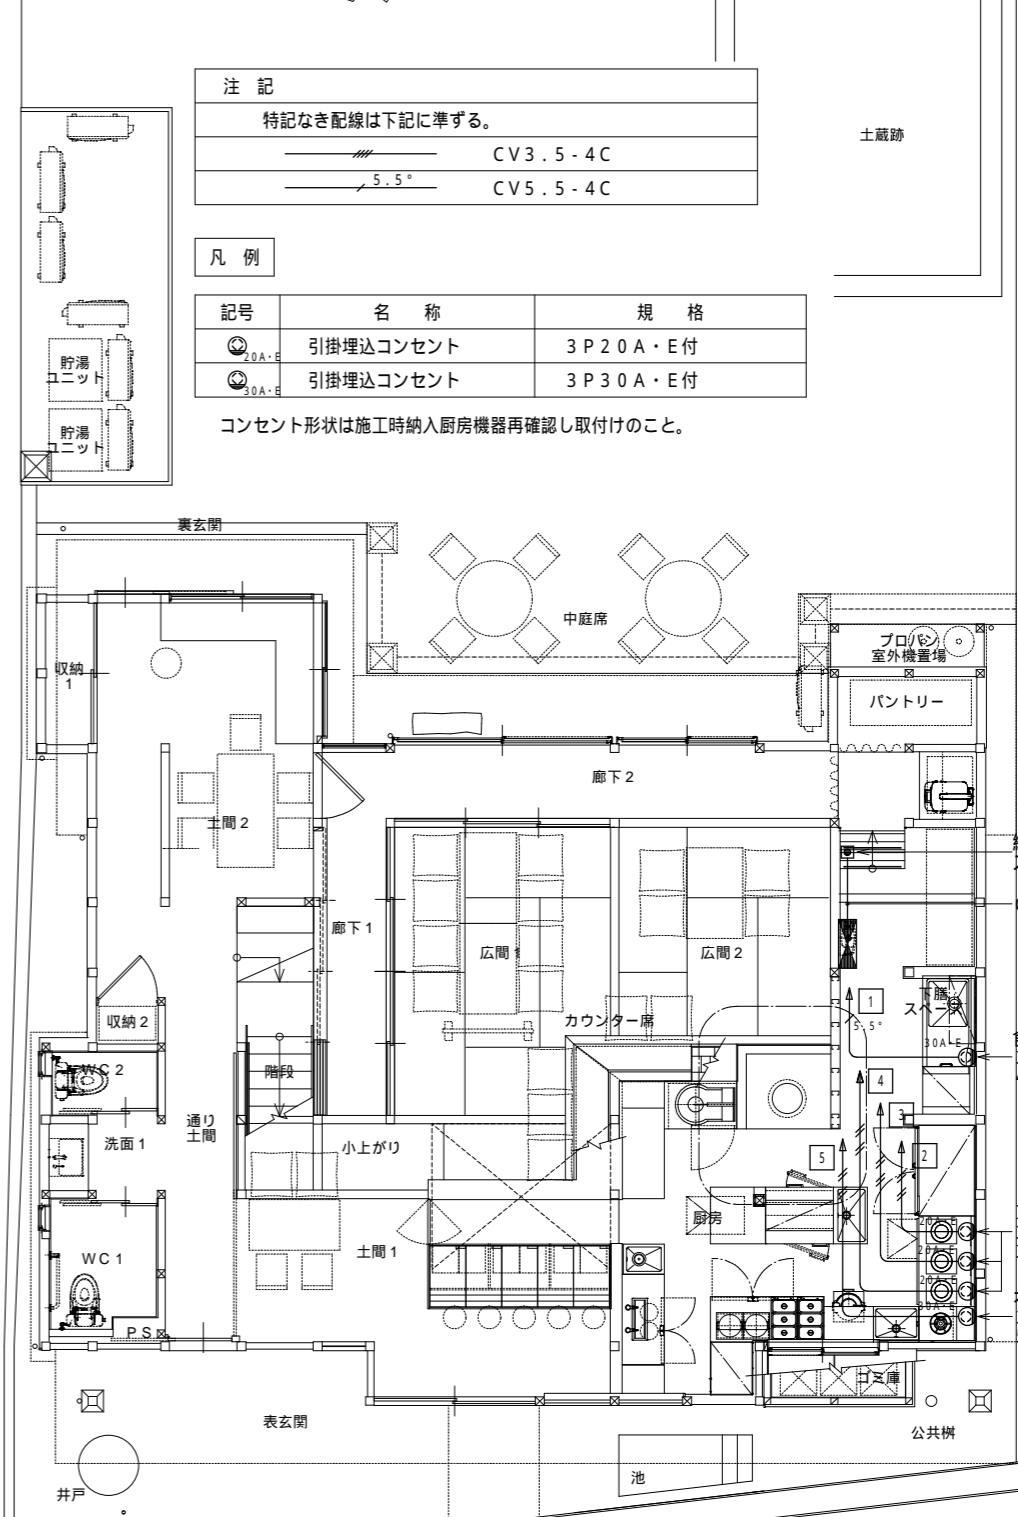 注 記
特記なき配線は下記に準ずる。
CV3.5-4C
5.5°
CV5.5-4C
土蔵跡
凡 例
記号 名 称 規 格
20A・E 引掛埋込コンセント 3P20A・E付
30A・E 引掛埋込コンセント 3P30A・E付
コンセント形状は施工時納入厨房機器再確認し取付けのこと。
貯湯
ユニット
貯湯
ユニット
裏玄関
中庭席
プロパン
室外機置場
パントリー
収納
1
廊下2
土間2
廊下1
広間1
広間2
下膳
スペース
1
5.5°
30A・E
収納2
カウンター席
WC2
階段
4
3
通り
土間
洗面1
小上がり
5
2
厨房
20A・E
土間1
20A・E
WC1
20A・E
30A・E
PS
ゴミ庫
表玄関
公共桝
池
井戸